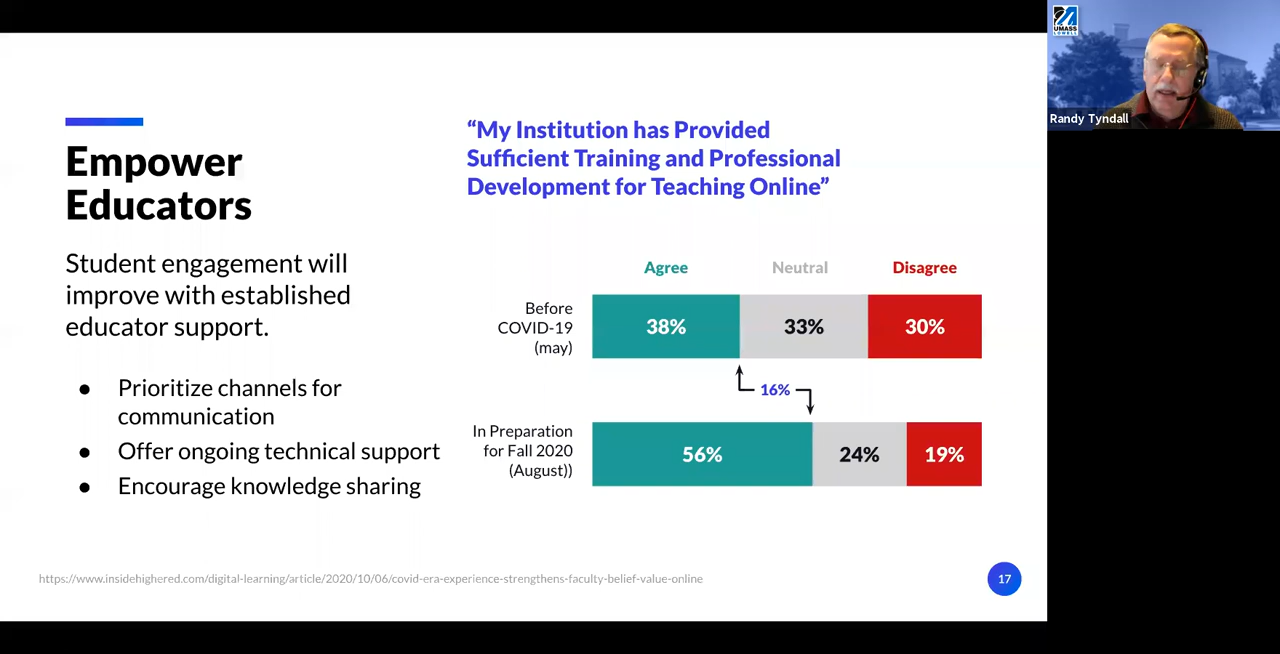 Empower
Educators
Student engagement will
improve with established
educator support.
● Prioritize channels for
communication
● Offer ongoing technical support
● Encourage knowledge sharing
“My Institution has Provided
Sufficient Training and Professional
Development for Teaching Online”
Agree Neutral Disagree
Before
COVID-19
(may)
38% 33% 30%
16%
In Preparation
for Fall 2020
(August))
56% 24% 19%
https://www.insidehighered.com/digital-learning/article/2020/10/06/covid-era-experience-strengthens-faculty-belief-value-online
17
UMASS
LOWELL
Randy Tyndall